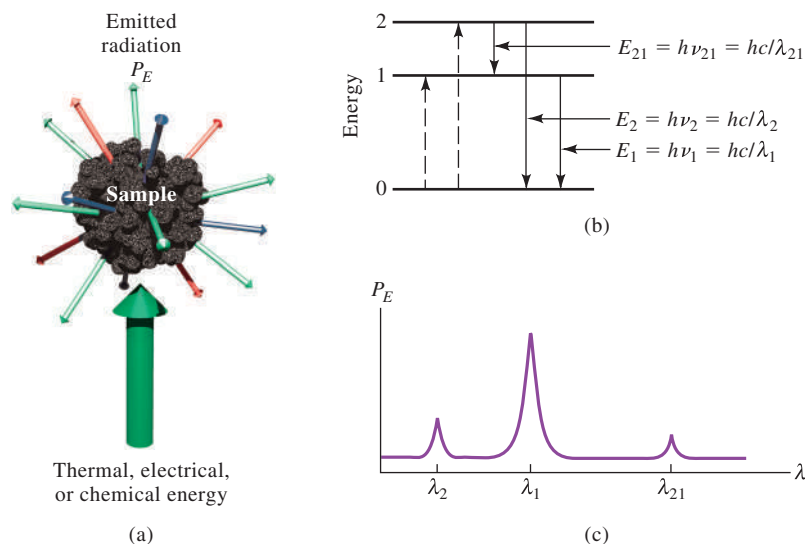 Emitted
radiation
P_E
Sample
Thermal, electrical,
or chemical energy
(a)
Energy
2
1
0
E_21 = hν_21 = hc/λ_21
E_2 = hν_2 = hc/λ_2
E_1 = hν_1 = hc/λ_1
(b)
P_E
λ_2
λ_1
λ_21
λ
(c)